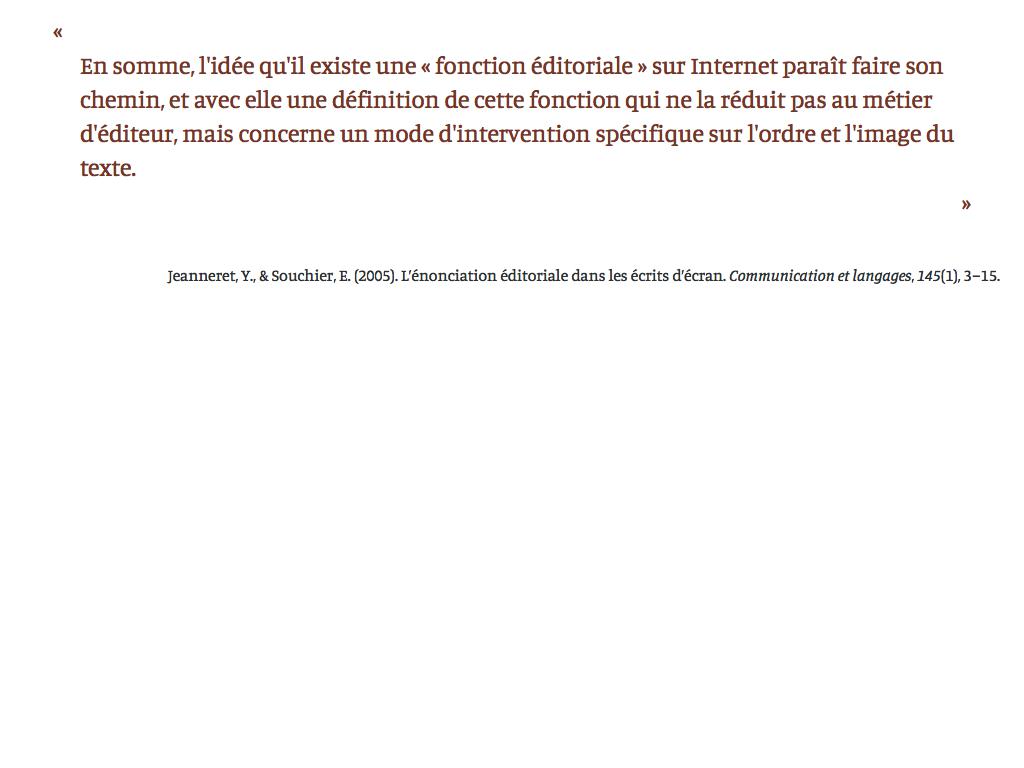 «
En somme, l'idée qu'il existe une « fonction éditoriale » sur Internet paraît faire son
chemin, et avec elle une définition de cette fonction qui ne la réduit pas au métier
d'éditeur, mais concerne un mode d'intervention spécifique sur l'ordre et l'image du
texte.
»
Jeanneret, Y., & Souchier, E. (2005). L’énonciation éditoriale dans les écrits d’écran. Communication et langages, 145(1), 3–15.